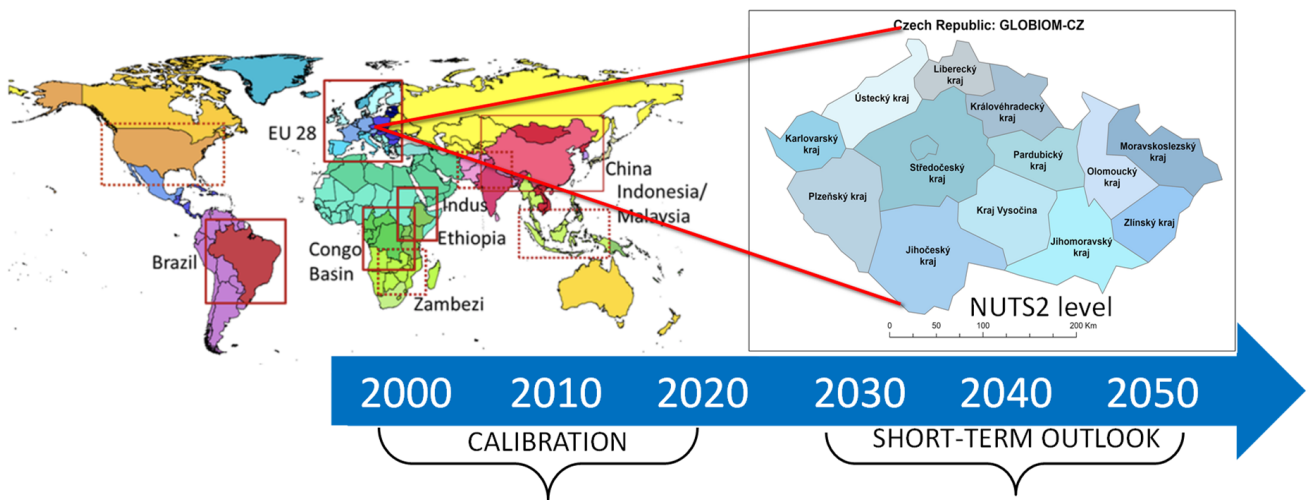 Czech Republic: GLOBIOM-CZ
EU 28
China
Indonesia/
Malaysia
Indus
Ethiopia
Congo
Basin
Brazil
Zambezi
Liberecký
kraj
Ústecký kraj
Královéhradecký
kraj
Karlovarský
kraj
Středočeský
kraj
Pardubický
kraj
Moravskoslezský
kraj
Olomoucký
kraj
Plzeňský kraj
Kraj Vysočina
Zlínský kraj
Jihočeský
kraj
Jihomoravský
kraj
NUTS2 level
0 50 100 200 Km
2000 2010 2020 2030 2040 2050
CALIBRATION
SHORT-TERM OUTLOOK